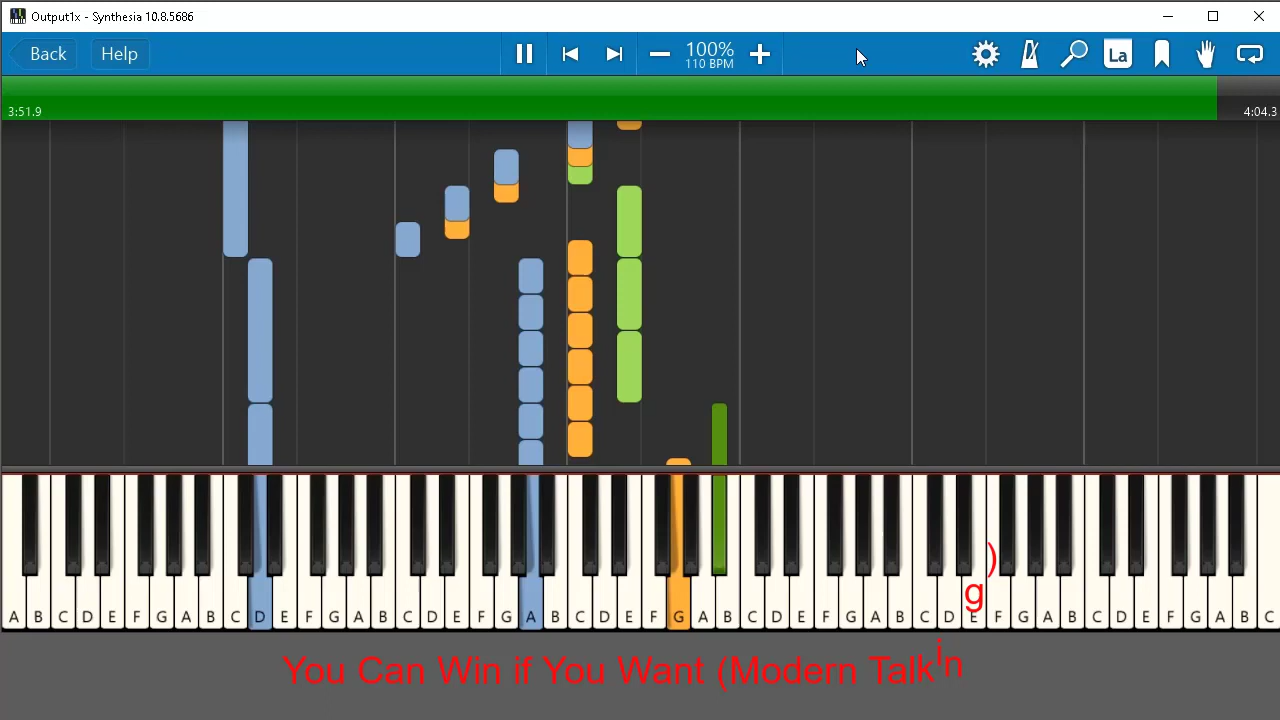 Output1x - Synthesia 10.8.5686
Back Help 100% La
110 BPM
3:51.9 4:04.3
A B C D E F G A B C D E F G A B C D E F G A B C D E F G A B C D E F G A B C D E F G A B C D E F G A B C
You Can Win if You Want (Modern Talking)